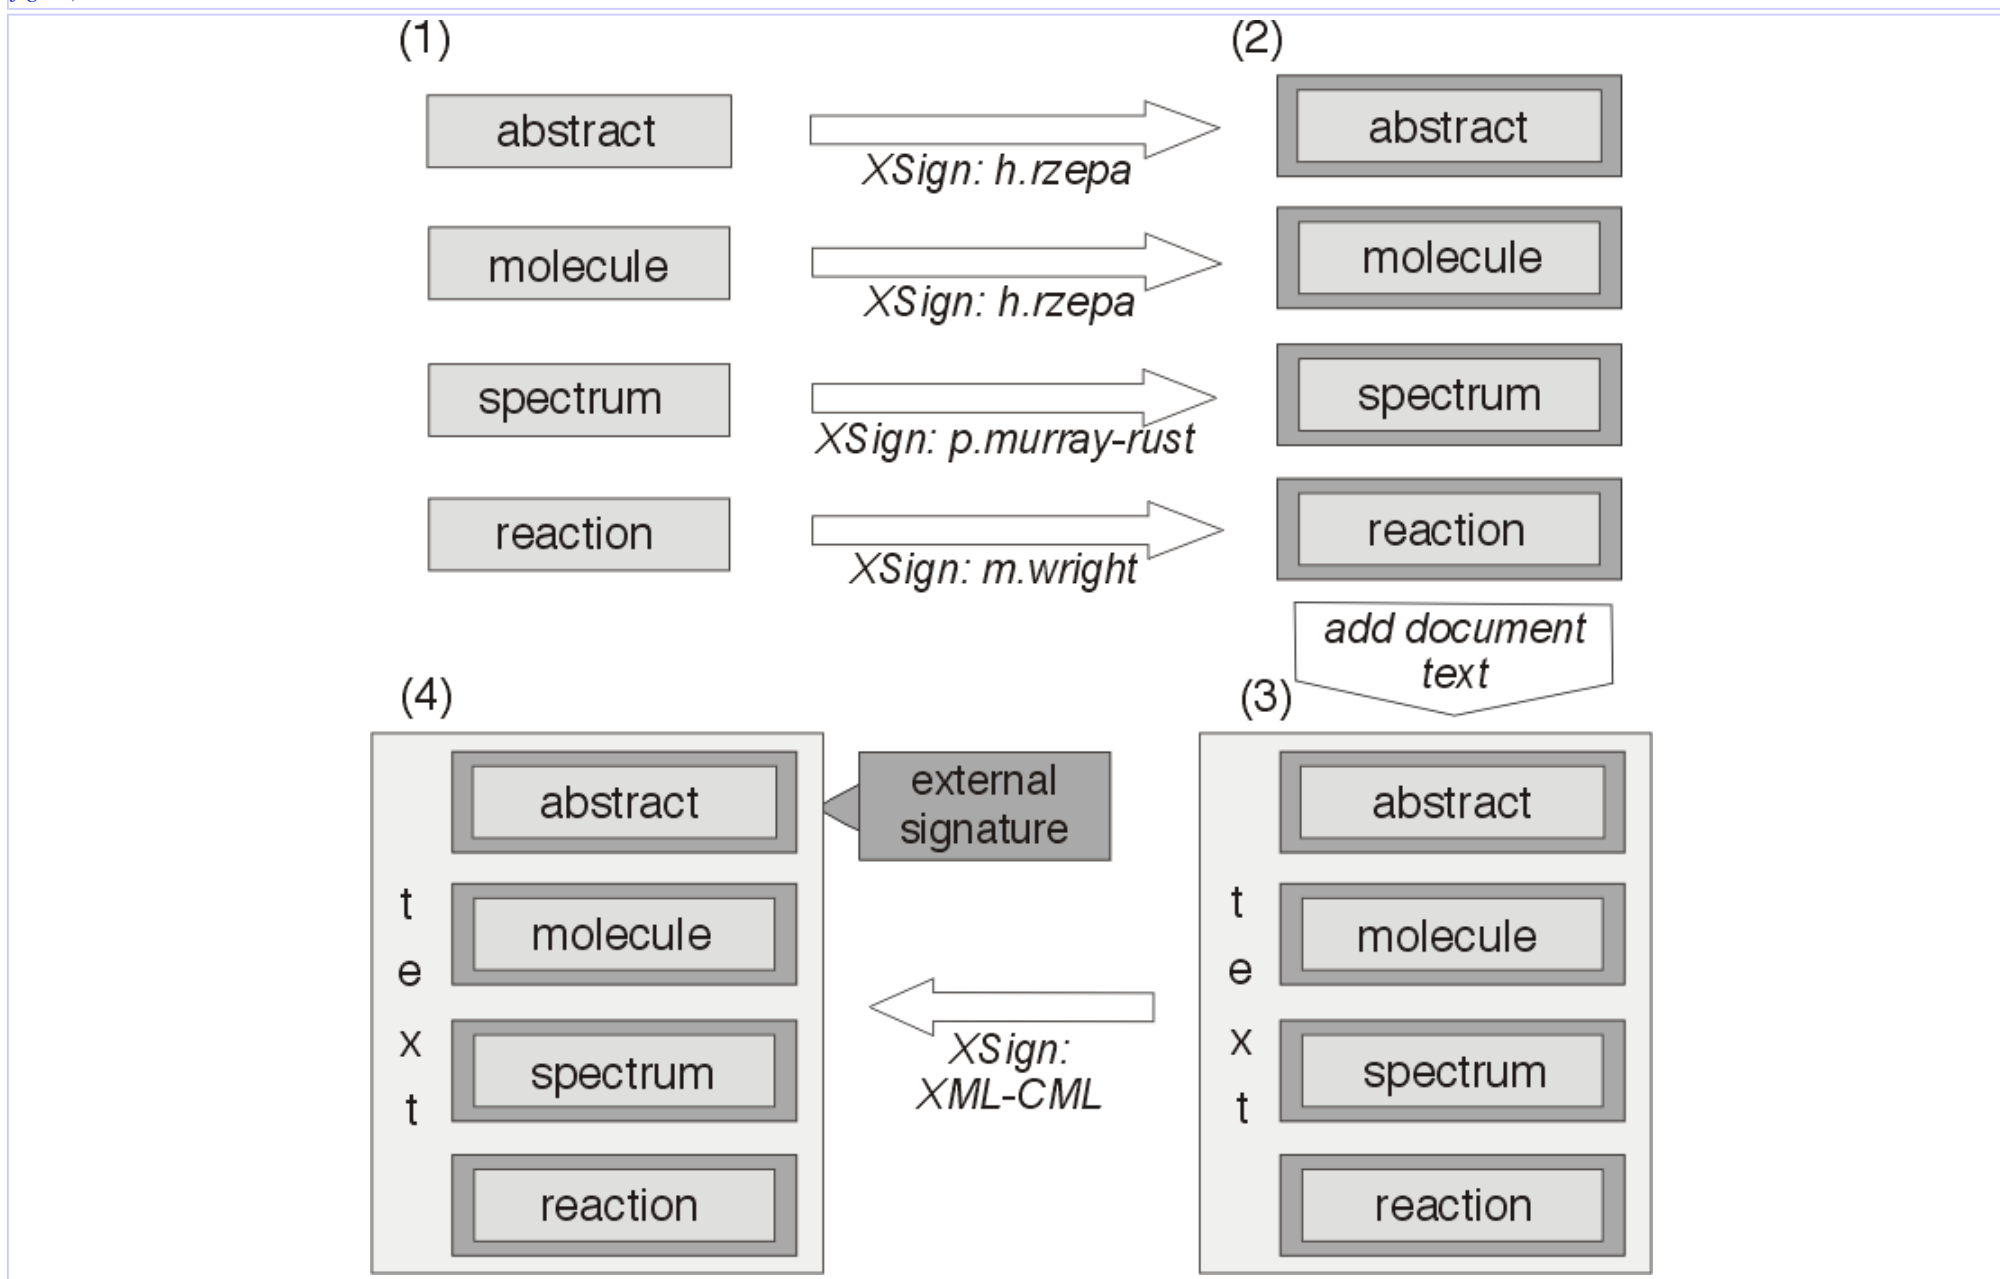 (1)
(2)
abstract
XSign: h.rzepa
abstract
molecule
XSign: h.rzepa
molecule
spectrum
XSign: p.murray-rust
spectrum
reaction
XSign: m.wright
reaction
add document
text
(4)
(3)
abstract
external
signature
abstract
t
e
x
t
molecule
XSign:
XML-CML
t
e
x
t
molecule
spectrum
spectrum
reaction
reaction